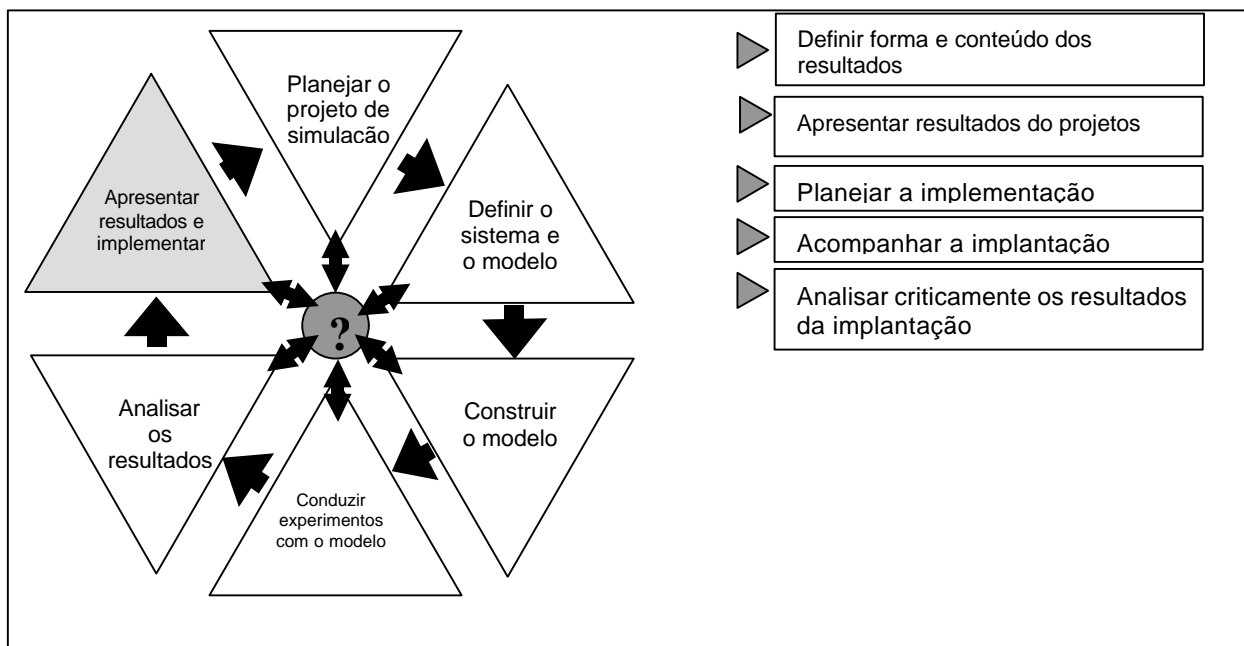 Planejar o
projeto de
simulacão
Definir o
sistema e
o modelo
Construir
o modelo
Conduzir
experimentos
com o modelo
Analisar
os
resultados
Apresentar
resultados e
implementar
?
Definir forma e conteúdo dos
resultados
Apresentar resultados do projetos
Planejar a implementação
Acompanhar a implantação
Analisar criticamente os resultados
da implantação